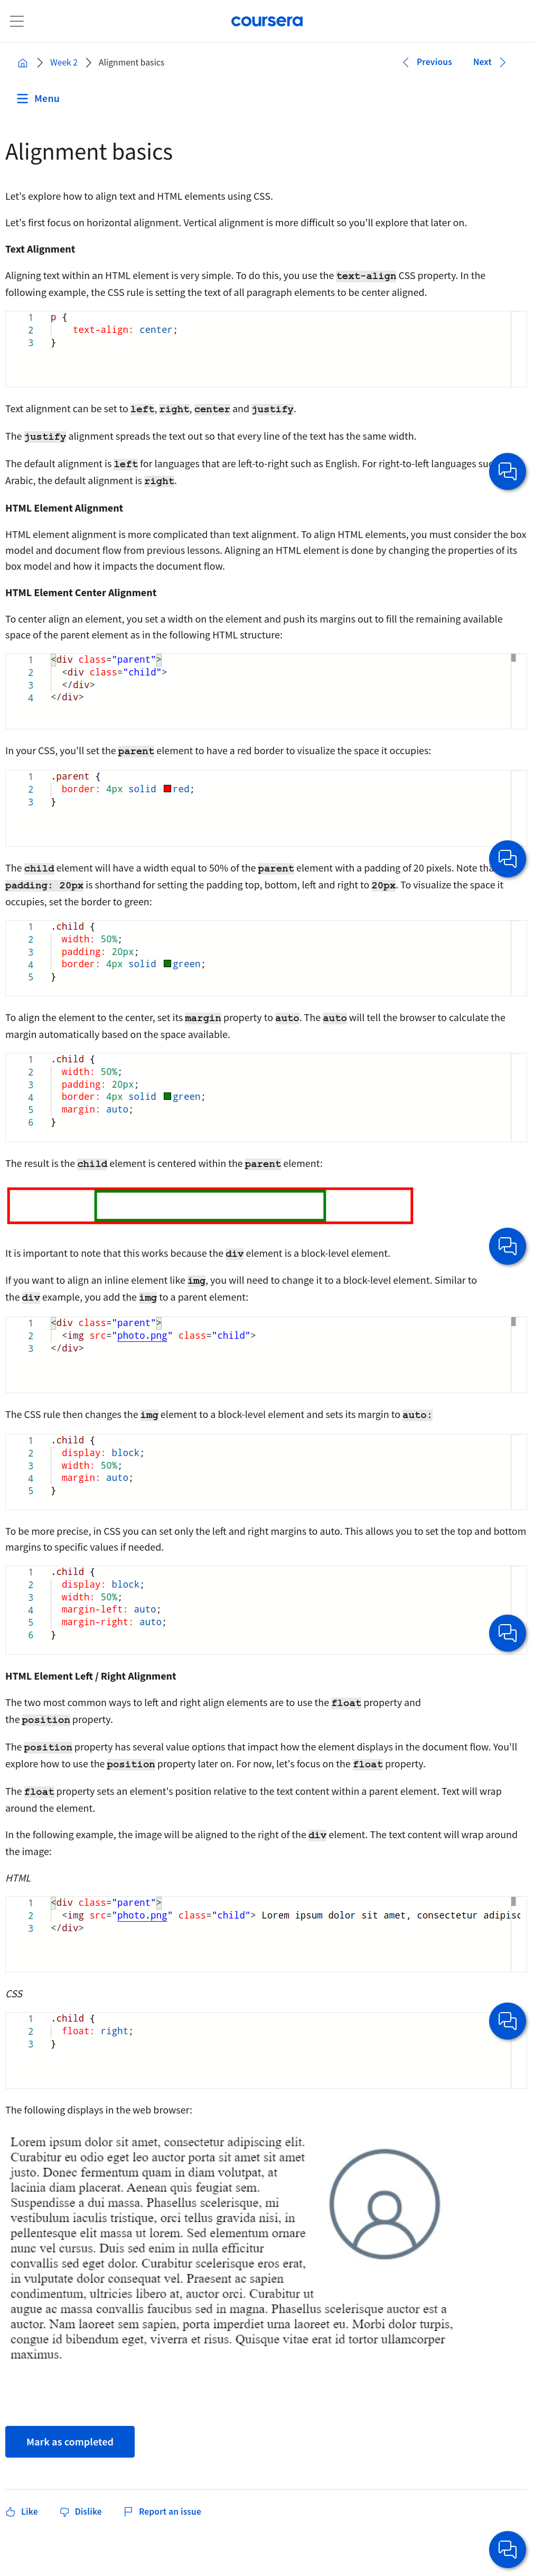 coursera
Week 2
Alignment basics
Previous
Next
Menu
Alignment basics
Let's explore how to align text and HTML elements using CSS.
Let's first focus on horizontal alignment. Vertical alignment is more difficult so you'll explore that later on.
Text Alignment
Aligning text within an HTML element is very simple. To do this, you use the text-align CSS property. In the
following example, the CSS rule is setting the text of all paragraph elements to be center aligned.
1 p {
2 text-align: center;
3 }
Text alignment can be set to left, right, center and justify.
The justify alignment spreads the text out so that every line of the text has the same width.
The default alignment is left for languages that are left-to-right such as English. For right-to-left languages
Arabic, the default alignment is right.
HTML Element Alignment
HTML element alignment is more complicated than text alignment. To align HTML elements, you must consider the box
model and document flow from previous lessons. Aligning an HTML element is done by changing the properties of its
box model and how it impacts the document flow.
HTML Element Center Alignment
To center align an element, you set a width on the element and push its margins out to fill the remaining available
space of the parent element as in the following HTML structure:
1 <div class="parent">
2 <div class="child">
3 </div>
4 </div>
In your CSS, you'll set the parent element to have a red border to visualize the space it occupies:
1 .parent {
2 border: 4px solid red;
3 }
The child element will have a width equal to 50% of the parent element with a padding of 20 pixels. Note
padding: 20px is shorthand for setting the padding top, bottom, left and right to 20px. To visualize the space it
occupies, set the border to green:
1 .child {
2 width: 50%;
3 padding: 20px;
4 border: 4px solid green;
5 }
To align the element to the center, set its margin property to auto. The auto will tell the browser to calculate the
margin automatically based on the space available.
1 .child {
2 width: 50%;
3 padding: 20px;
4 border: 4px solid green;
5 margin: auto;
6 }
The result is the child element is centered within the parent element:
It is important to note that this works because the div element is a block-level element.
If you want to align an inline element like img, you will need to change it to a block-level element. Similar to
the div example, you add the img to a parent element:
1 <div class="parent">
2 <img src="photo.png" class="child">
3 </div>
The CSS rule then changes the img element to a block-level element and sets its margin to auto:
1 .child {
2 display: block;
3 width: 50%;
4 margin: auto;
5 }
To be more precise, in CSS you can set only the left and right margins to auto. This allows you to set the top and bottom
margins to specific values if needed.
1 .child {
2 display: block;
3 width: 50%;
4 margin-left: auto;
5 margin-right: auto;
6 }
HTML Element Left / Right Alignment
The two most common ways to left and right align elements are to use the float property and
the position property.
The position property has several value options that impact how the element displays in the document flow. You'll
explore how to use the position property later on. For now, let's focus on the float property.
The float property sets an element's position relative to the text content within a parent element. Text will wrap
around the element.
In the following example, the image will be aligned to the right of the div element. The text content will wrap around
the image:
HTML
1 <div class="parent">
2 <img src="photo.png" class="child"> Lorem ipsum dolor sit amet, consectetur adipisc
3 </div>
CSS
1 .child {
2 float: right;
3 }
The following displays in the web browser:
Lorem ipsum dolor sit amet, consectetur adipiscing elit.
Curabitur eu odio eget leo auctor porta sit amet sit amet
justo. Donec fermentum quam in diam volutpat, at
lacinia diam placerat. Aenean quis feugiat sem.
Suspendisse a dui massa. Phasellus scelerisque, mi
vestibulum iaculis tristique, orci tellus gravida nisi, in
pellentesque elit massa ut lorem. Sed elementum ornare
nunc vel cursus. Duis sed enim in nulla efficitur
convallis sed eget dolor. Curabitur scelerisque eros erat,
in vulputate dolor consequat vel. Praesent ac sapien
condimentum, ultricies libero at, auctor orci. Curabitur ut
augue ac massa convallis faucibus sed in magna. Phasellus scelerisque auctor est a
auctor. Nam laoreet sem sapien, porta imperdiet urna laoreet eu. Morbi dolor turpis,
congue id bibendum eget, viverra et risus. Quisque vitae erat id tortor ullamcorper
maximus.
Mark as completed
Like
Dislike
Report an issue